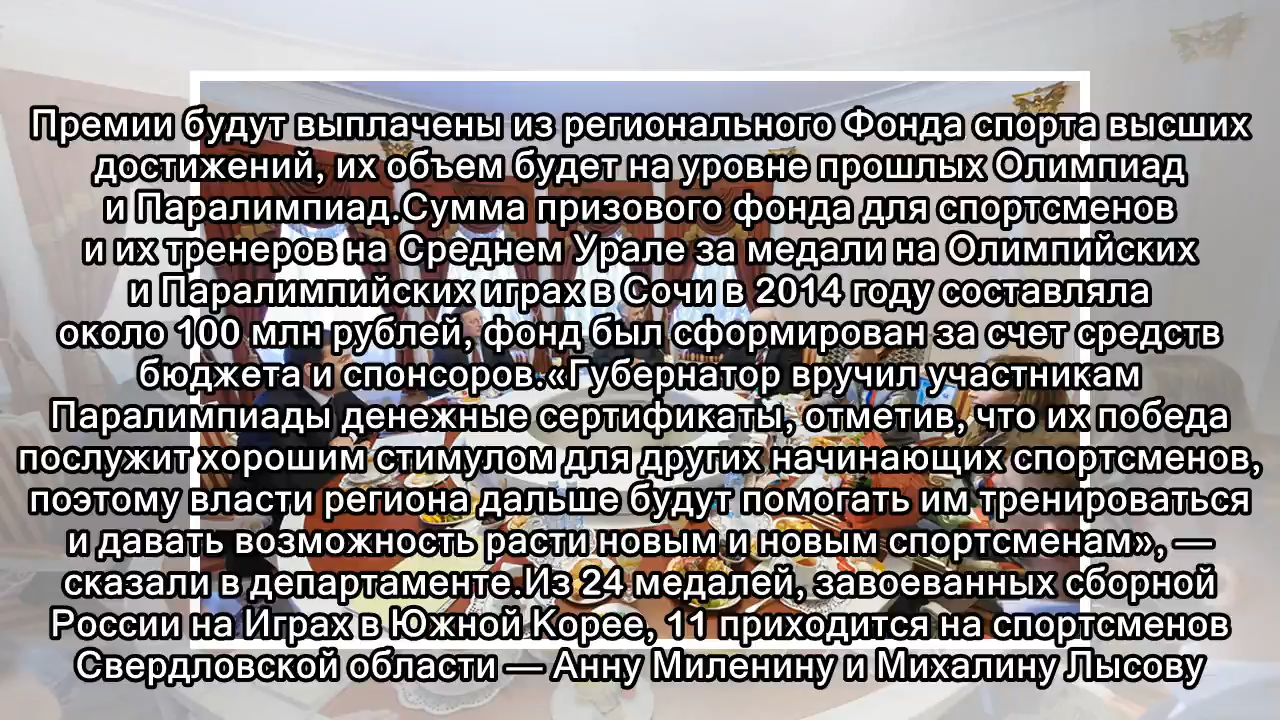 Премии будут выплачены из регионального Фонда спорта высших
достижений, их объем будет на уровне прошлых Олимпиад
и Паралимпиад.Сумма призового фонда для спортсменов
и их тренеров на Среднем Урале за медали на Олимпийских
и Паралимпийских играх в Сочи в 2014 году составляла
около 100 млн рублей, фонд был сформирован за счет средств
бюджета и спонсоров.«Губернатор вручил участникам
Паралимпиады денежные сертификаты, отметив, что их победа
послужит хорошим стимулом для других начинающих спортсменов,
поэтому власти региона дальше будут помогать им тренироваться
и давать возможность расти новым и новым спортсменам», —
сказали в департаменте.Из 24 медалей, завоеванных сборной
России на Играх в Южной Корее, 11 приходится на спортсменов
Свердловской области — Анну Миленину и Михалину Лысову